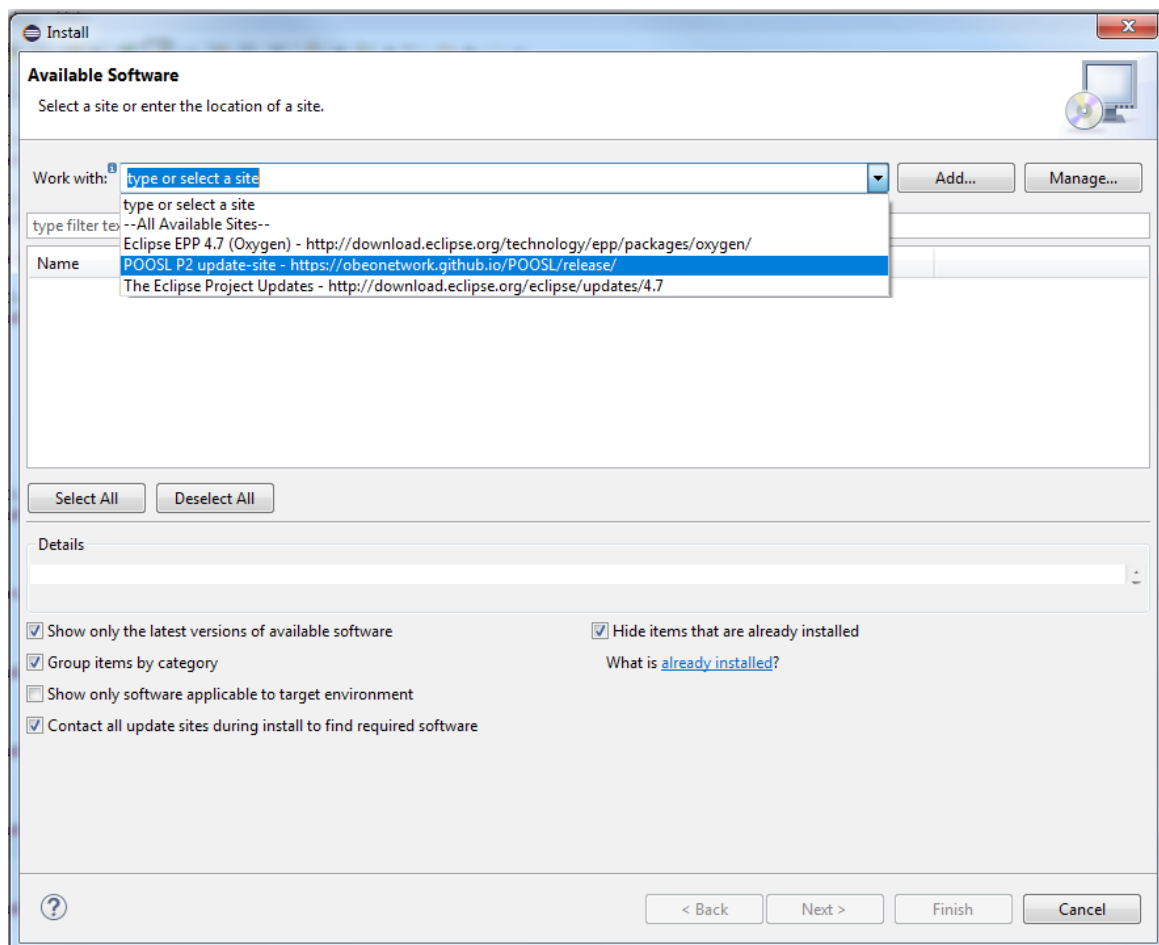 Install
Available Software
Select a site or enter the location of a site.
Work with: type or select a site Add... Manage...
type or select a site
type filter tex --All Available Sites--
Eclipse EPP 4.7 (Oxygen) - http://download.eclipse.org/technology/epp/packages/oxygen/
Name POOSL P2 update-site - https://obeonetwork.github.io/POOSL/release/
The Eclipse Project Updates - http://download.eclipse.org/eclipse/updates/4.7
Select All Deselect All
Details
Show only the latest versions of available software Hide items that are already installed
Group items by category What is already installed?
Show only software applicable to target environment
Contact all update sites during install to find required software
? < Back Next > Finish Cancel